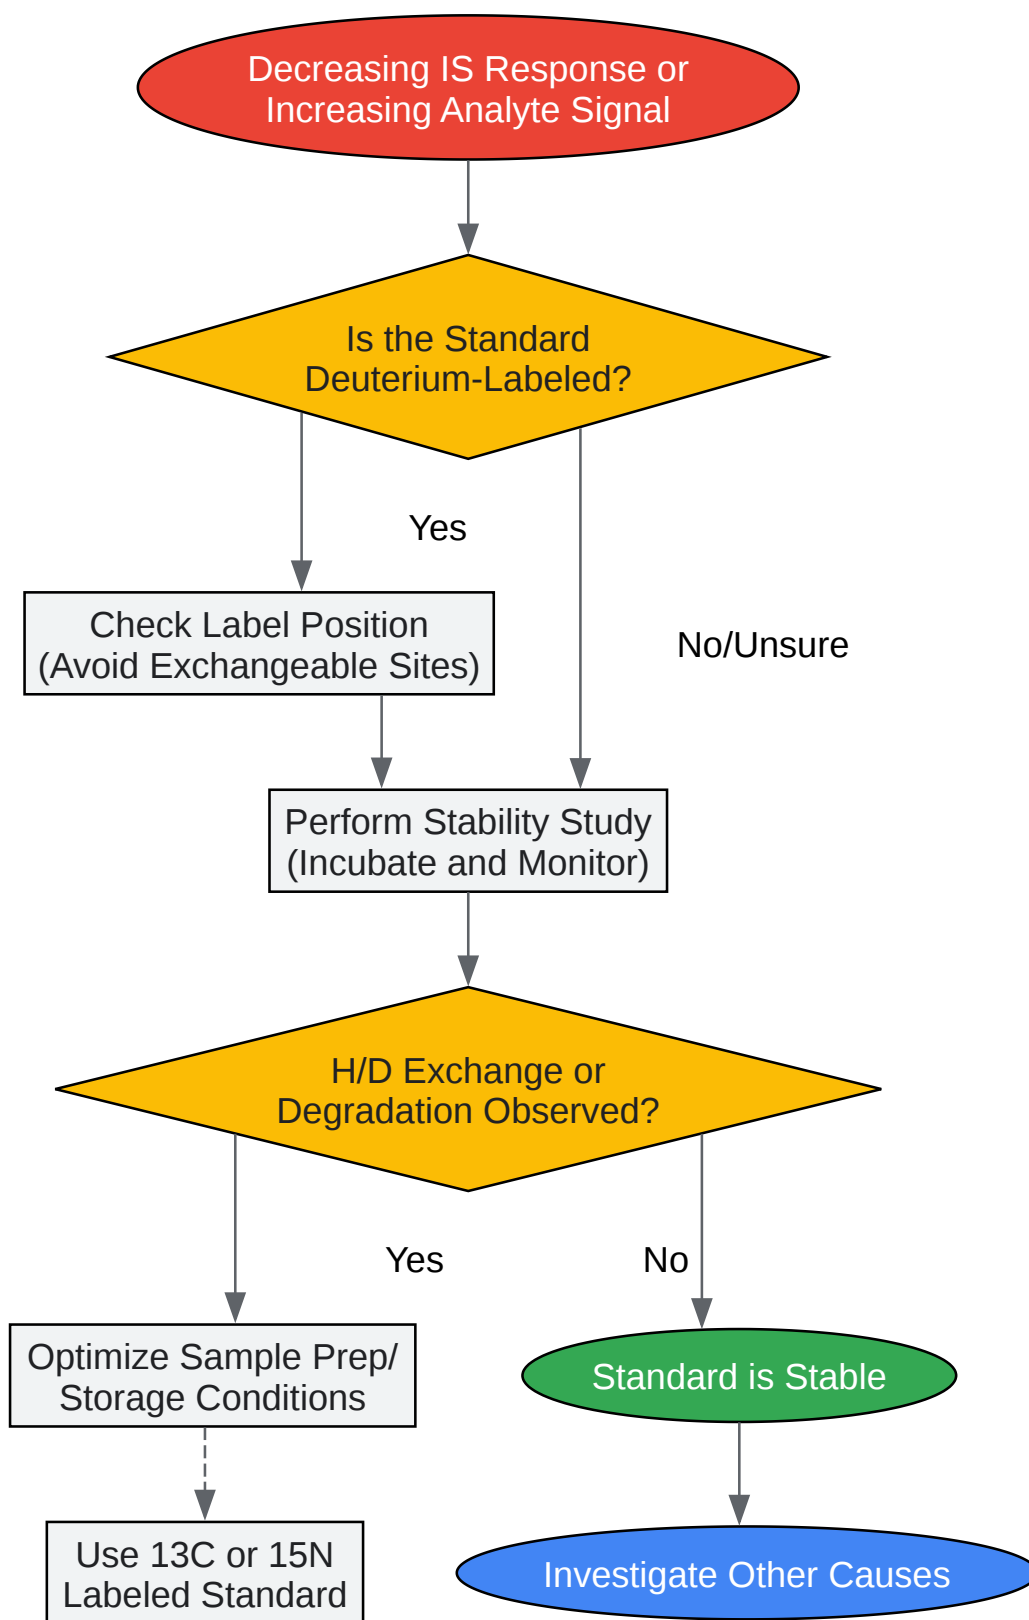 Decreasing IS Response or
Increasing Analyte Signal
Is the Standard
Deuterium-Labeled?
Yes
Check Label Position
(Avoid Exchangeable Sites)
No/Unsure
Perform Stability Study
(Incubate and Monitor)
H/D Exchange or
Degradation Observed?
Yes
No
Optimize Sample Prep/
Storage Conditions
Standard is Stable
Use 13C or 15N
Labeled Standard
Investigate Other Causes